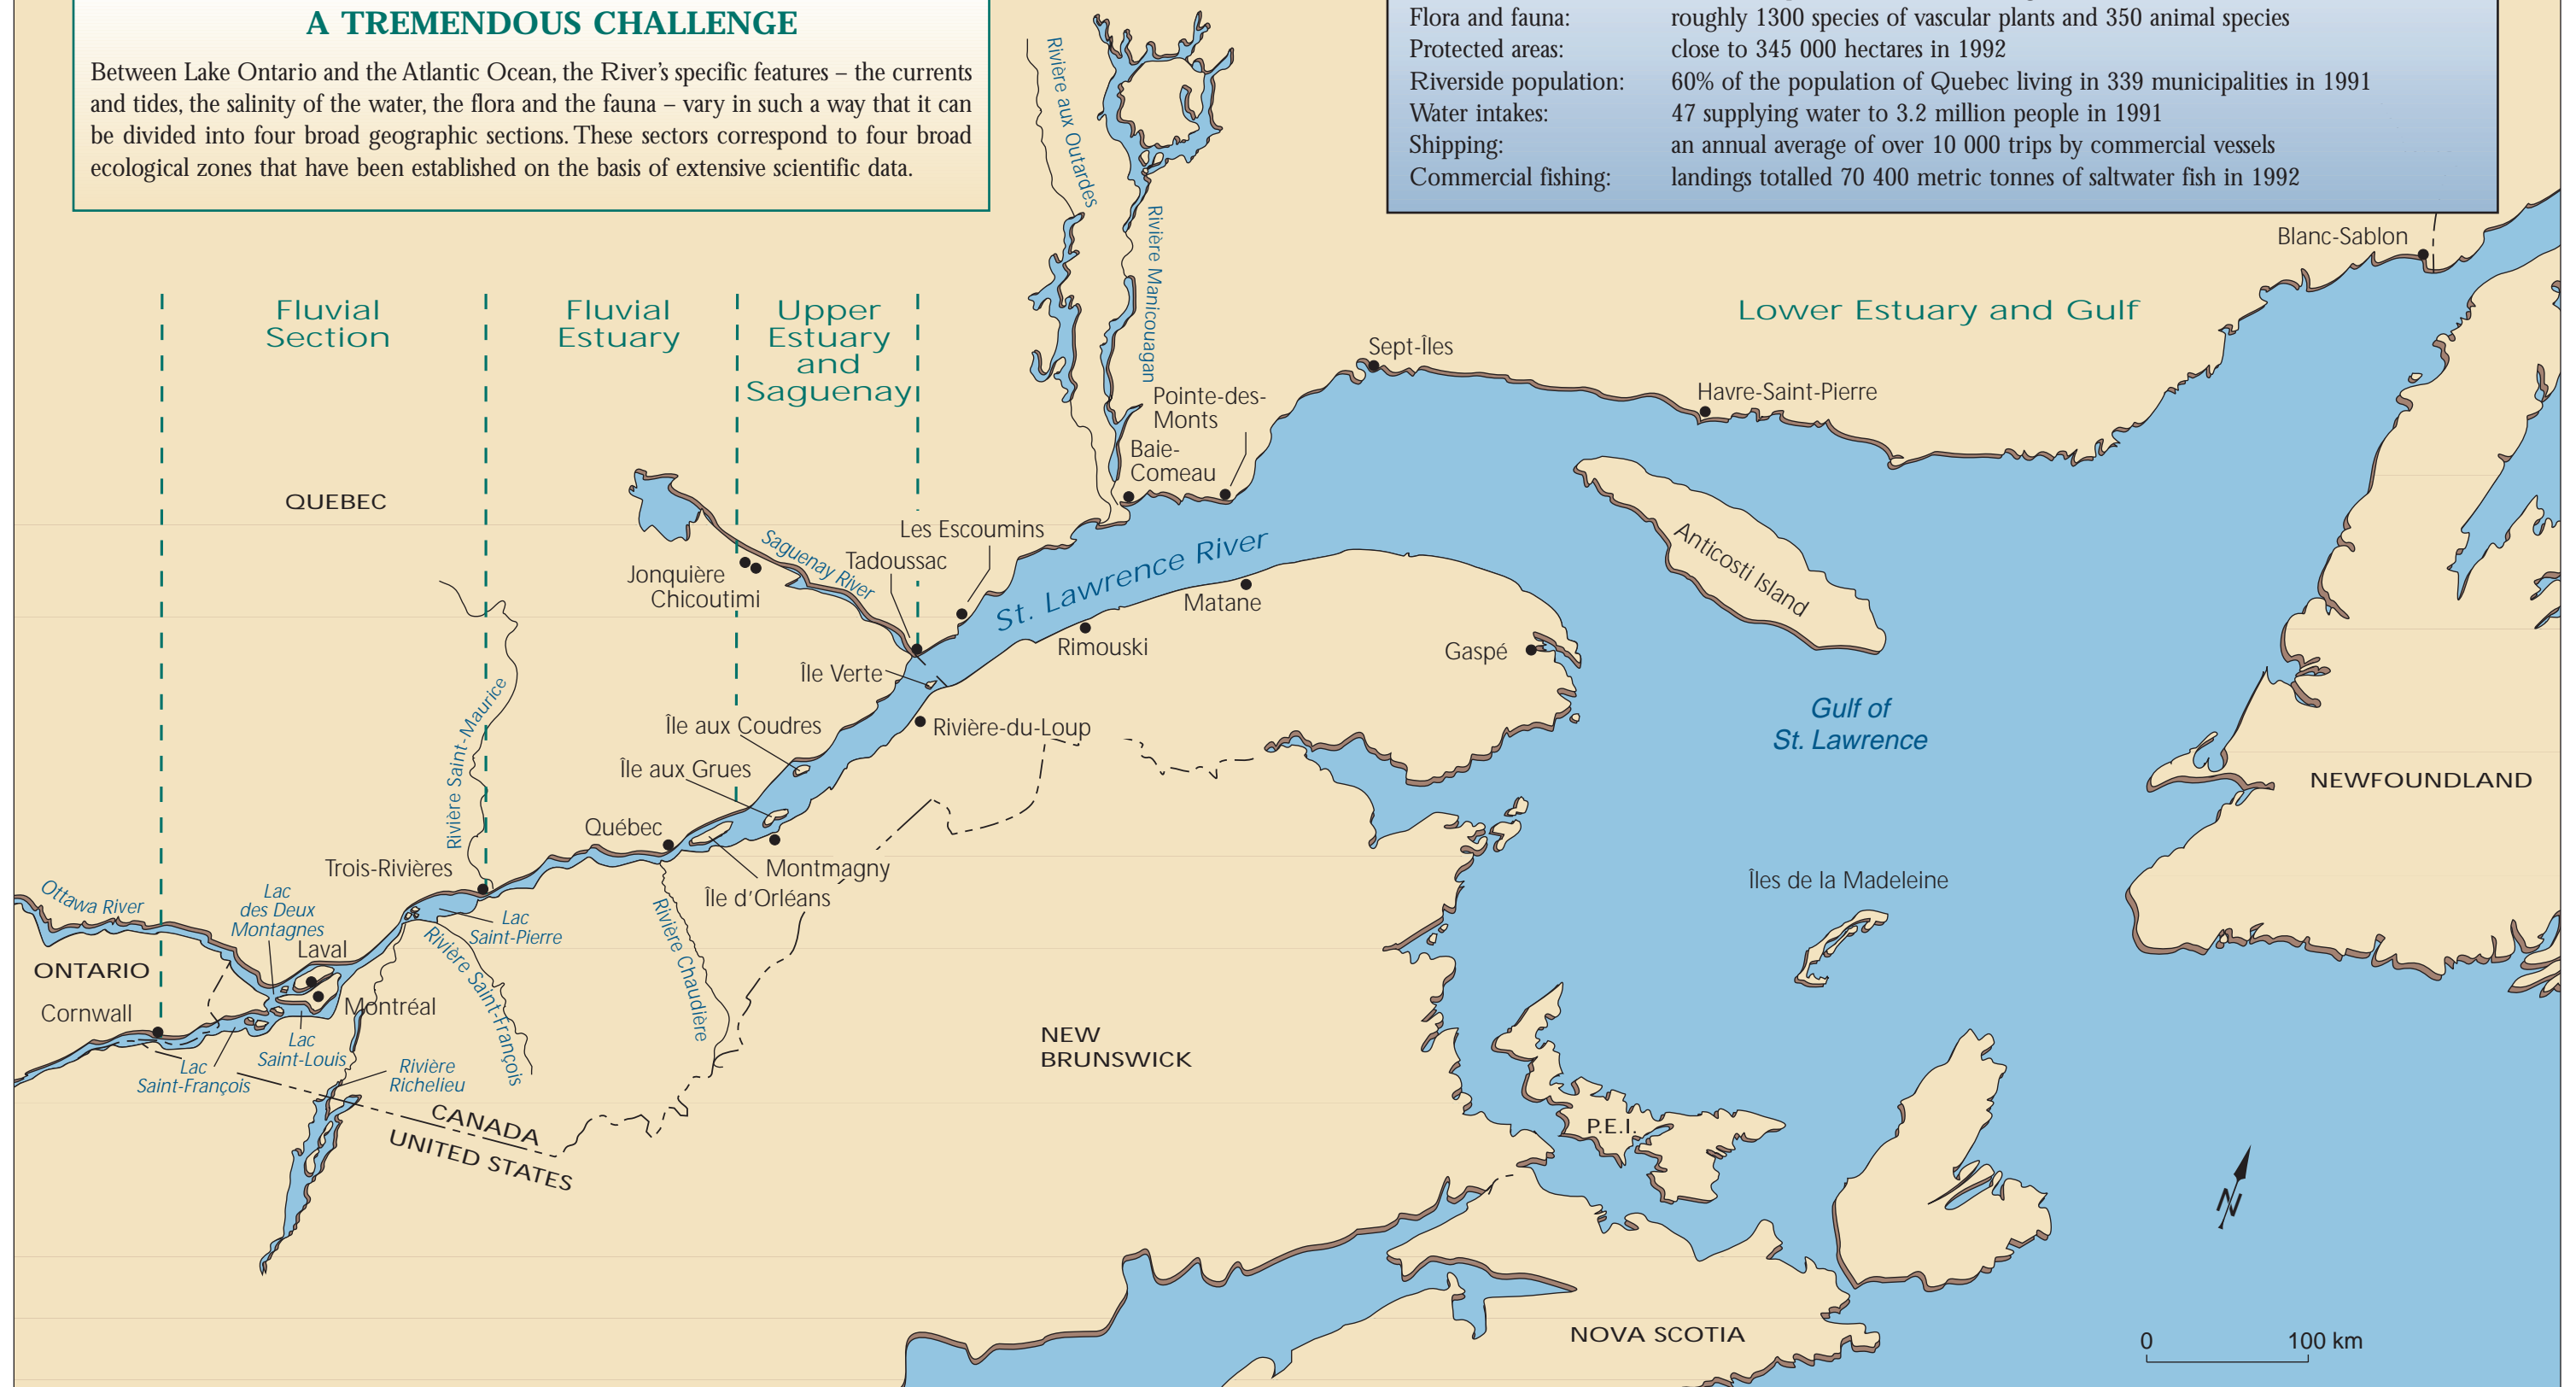 A TREMENDOUS CHALLENGE
Between Lake Ontario and the Atlantic Ocean, the River's specific features – the currents
and tides, the salinity of the water, the flora and the fauna – vary in such a way that it can
be divided into four broad geographic sections. These sectors correspond to four broad
ecological zones that have been established on the basis of extensive scientific data.
Flora and fauna: roughly 1300 species of vascular plants and 350 animal species
Protected areas: close to 345 000 hectares in 1992
Riverside population: 60% of the population of Quebec living in 339 municipalities in 1991
Water intakes: 47 supplying water to 3.2 million people in 1991
Shipping: an annual average of over 10 000 trips by commercial vessels
Commercial fishing: landings totalled 70 400 metric tonnes of saltwater fish in 1992
Rivière aux Outardes
Rivière Manicouagan
Blanc-Sablon
Fluvial
Section
Fluvial
Estuary
Upper
Estuary
and
Saguenay
Lower Estuary and Gulf
Sept-Îles
Havre-Saint-Pierre
Pointe-des-
Monts
Baie-
Comeau
QUEBEC
Les Escoumins
Saguenay River
Tadoussac
Jonquière
Chicoutimi
St. Lawrence River
Anticosti Island
Matane
Rimouski
Gaspé
Île Verte
Rivière Saint-Maurice
Île aux Coudres
Rivière-du-Loup
Gulf of
St. Lawrence
Île aux Grues
NEWFOUNDLAND
Québec
Trois-Rivières
Montmagny
Île d'Orléans
Îles de la Madeleine
Ottawa River
Lac
des Deux
Montagnes
Lac
Saint-Pierre
Rivière Saint-François
Rivière Chaudière
Laval
ONTARIO
Cornwall
Montréal
NEW
BRUNSWICK
Lac
Saint-Louis
Lac
Saint-François
Rivière
Richelieu
CANADA
UNITED STATES
P.E.I.
N
NOVA SCOTIA
0 100 km